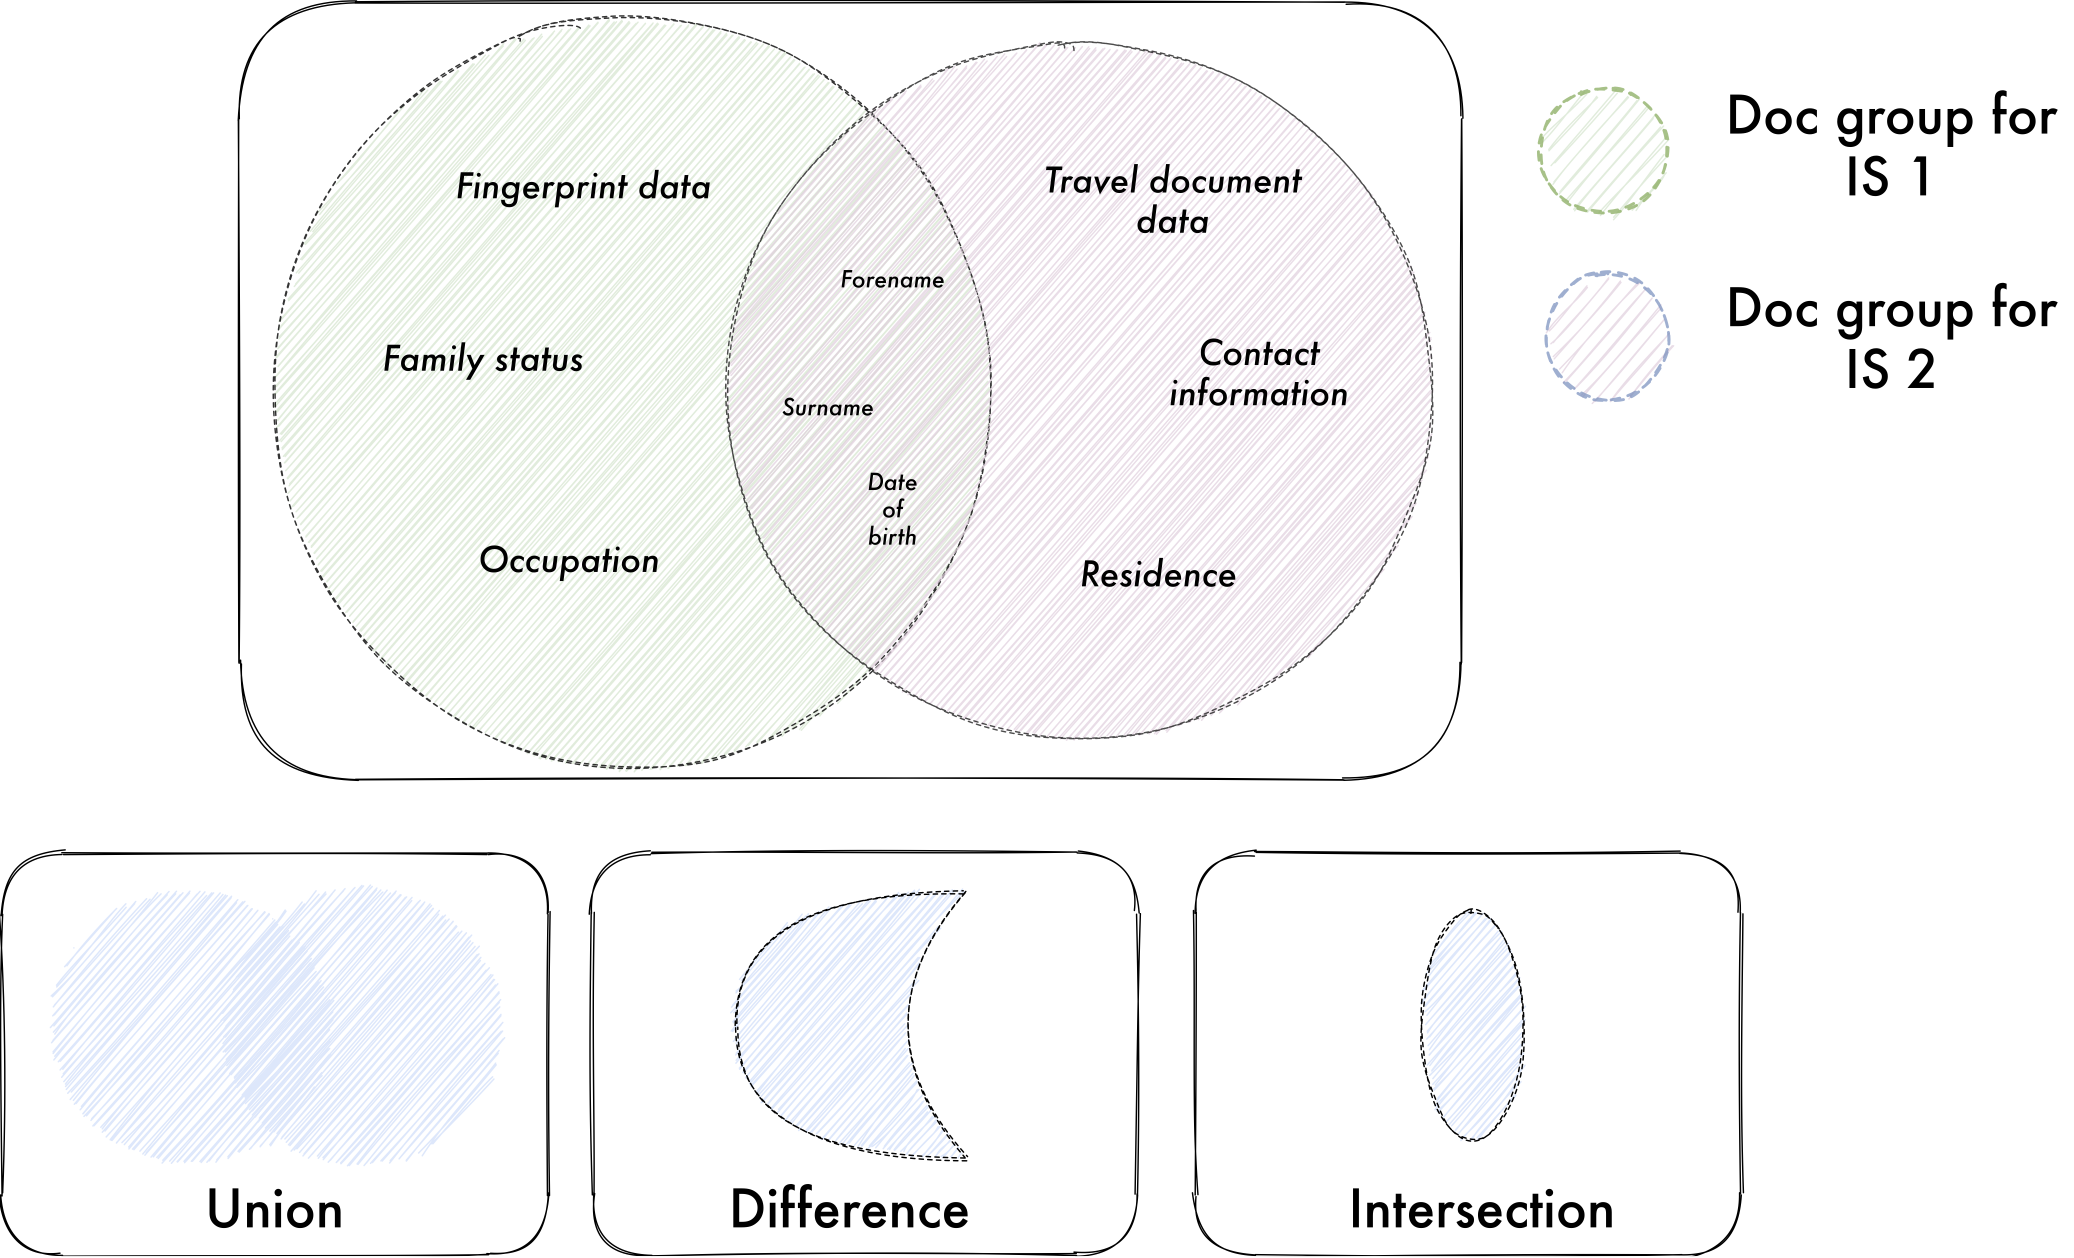 Fingerprint data
Travel document
data
Forename
Family status
Contact
information
Surname
Date
of
birth
Occupation
Residence
Doc group for
IS 1
Doc group for
IS 2
Union
Difference
Intersection